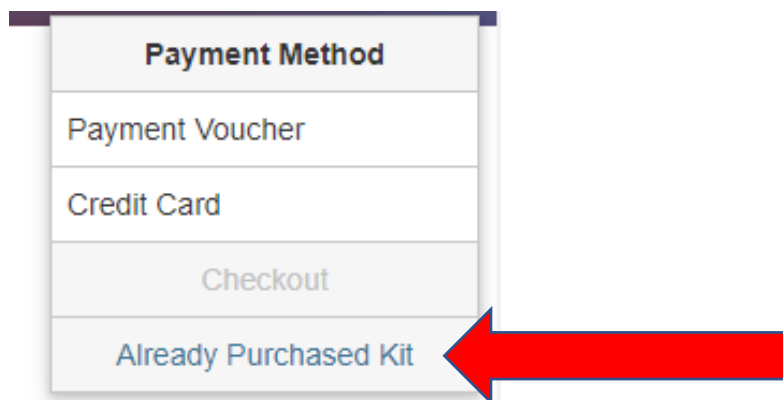 Payment Method
Payment Voucher
Credit Card
Checkout
Already Purchased Kit